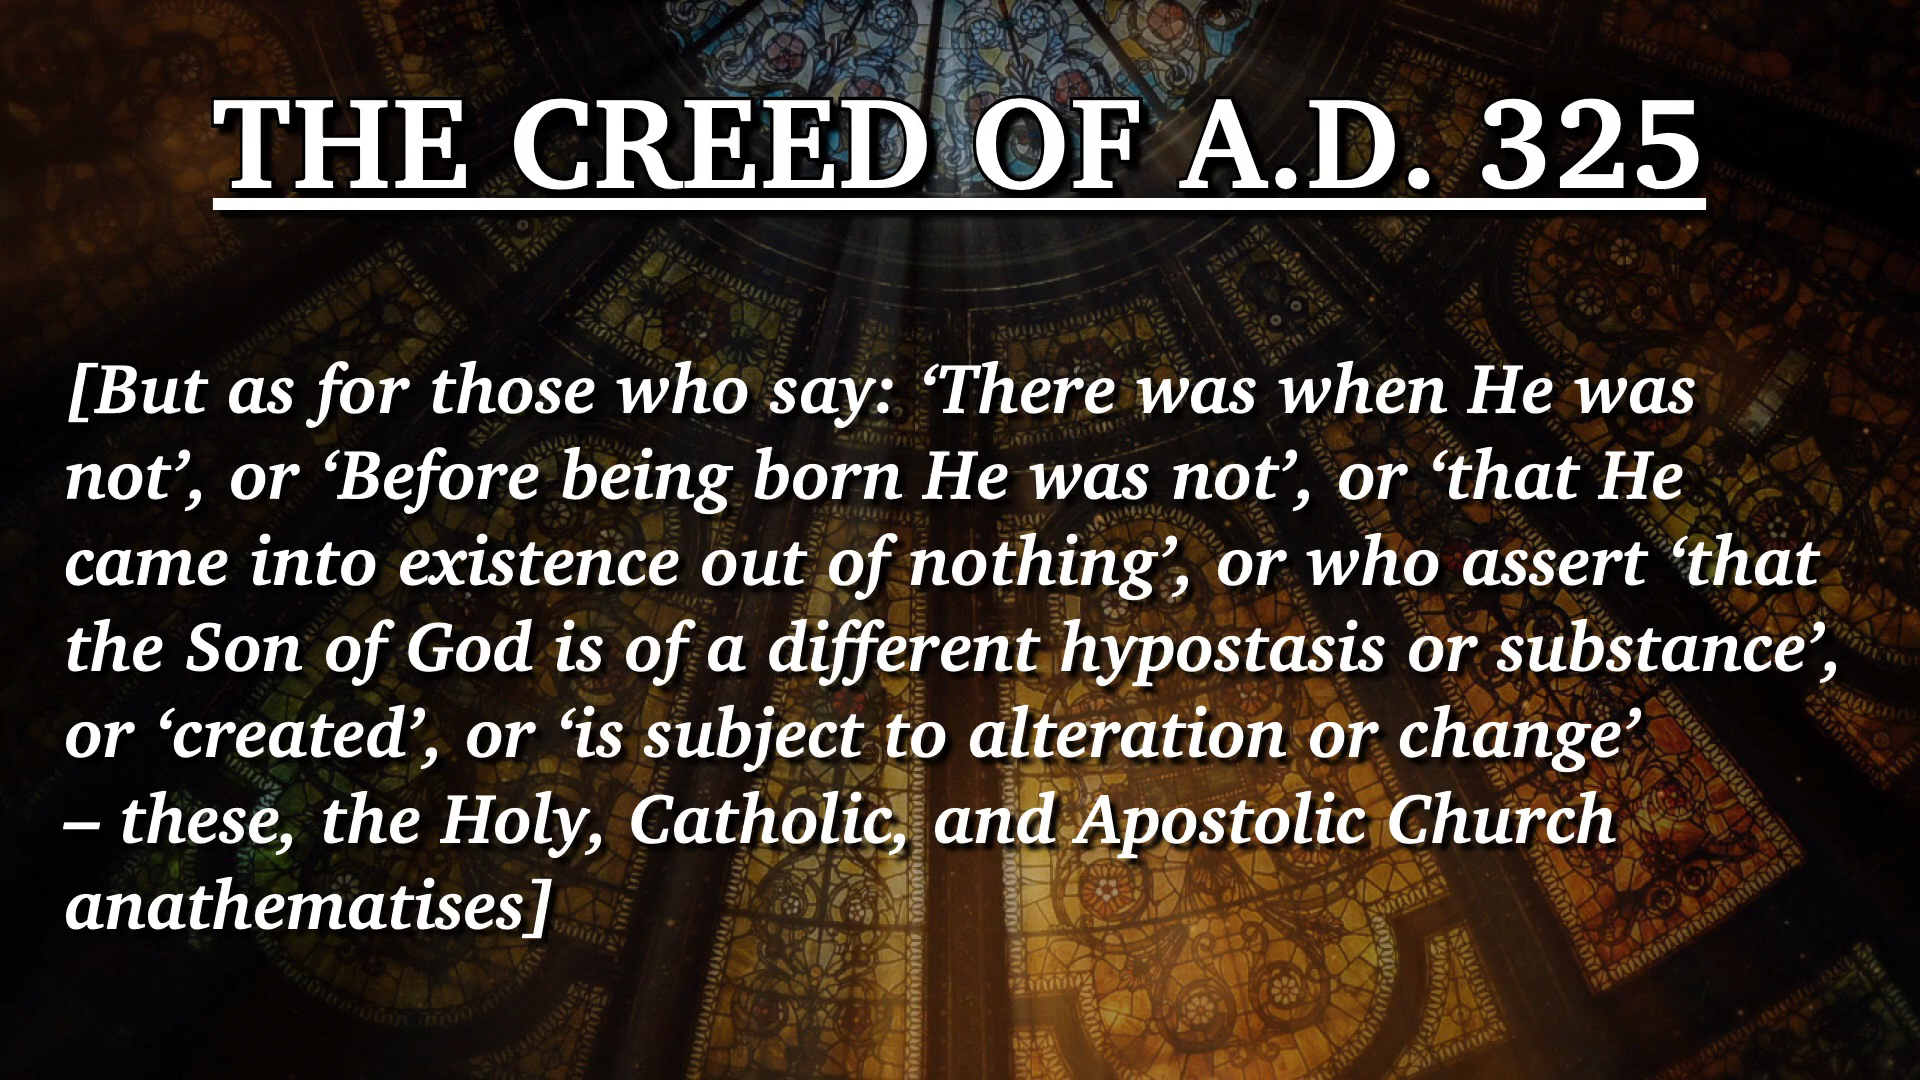 THE CREED OF A.D. 325
[But as for those who say: ‘There was when He was
not’, or ‘Before being born He was not’, or ‘that He
came into existence out of nothing’, or who assert ‘that
the Son of God is of a different hypostasis or substance’,
or ‘created’, or ‘is subject to alteration or change’
– these, the Holy, Catholic, and Apostolic Church
anathematises]